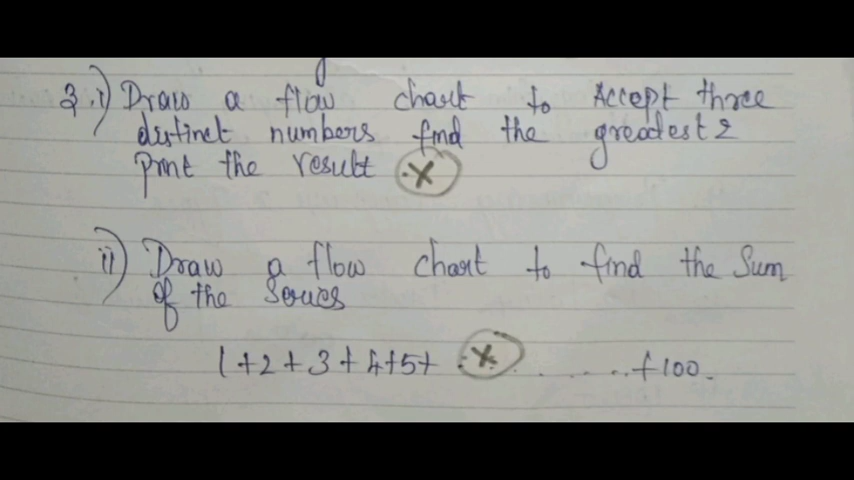 3.i) Draw a flow chart to Accept three
distinct numbers find the greatest &
Print the result
ii) Draw a flow chart to find the Sum
of the Series
1+2+3+4+5+ ........ +100.